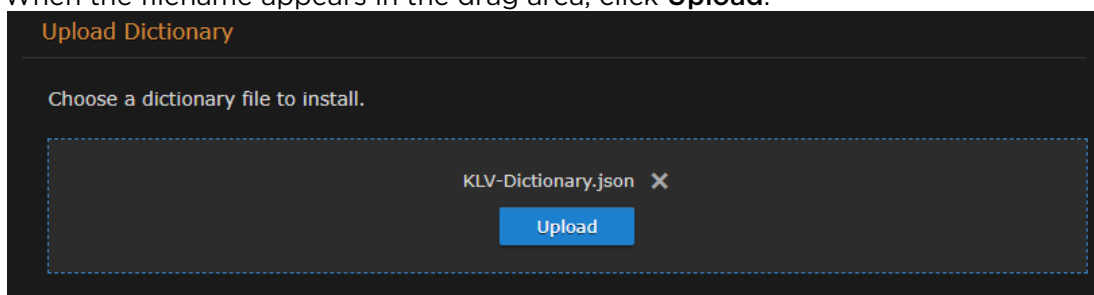 When the filename appears in the drag area, click Upload.
Upload Dictionary
Choose a dictionary file to install.
KLV-Dictionary.json
Upload